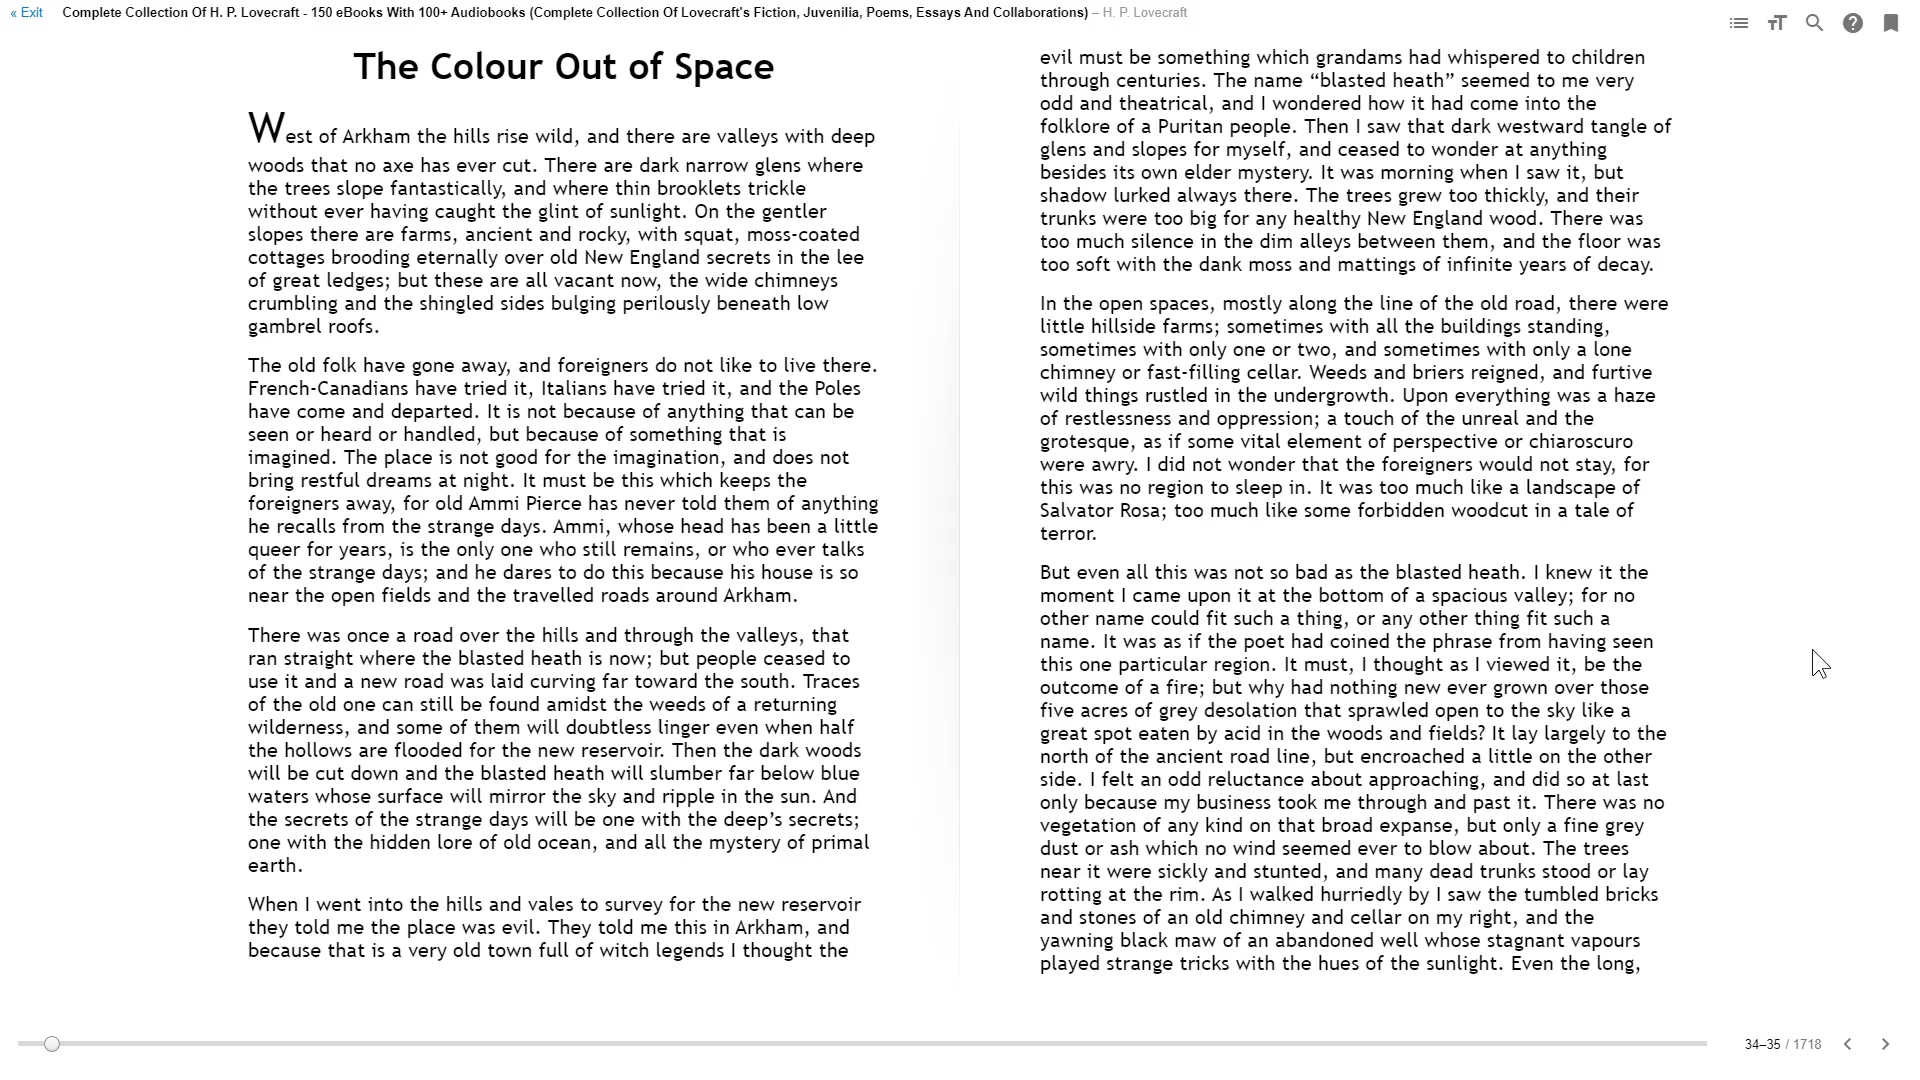 « Exit Complete Collection Of H. P. Lovecraft - 150 eBooks With 100+ Audiobooks (Complete Collection Of Lovecraft's Fiction, Juvenilia, Poems, Essays And Collaborations) – H. P. Lovecraft
The Colour Out of Space
West of Arkham the hills rise wild, and there are valleys with deep
woods that no axe has ever cut. There are dark narrow glens where
the trees slope fantastically, and where thin brooklets trickle
without ever having caught the glint of sunlight. On the gentler
slopes there are farms, ancient and rocky, with squat, moss-coated
cottages brooding eternally over old New England secrets in the lee
of great ledges; but these are all vacant now, the wide chimneys
crumbling and the shingled sides bulging perilously beneath low
gambrel roofs.
The old folk have gone away, and foreigners do not like to live there.
French-Canadians have tried it, Italians have tried it, and the Poles
have come and departed. It is not because of anything that can be
seen or heard or handled, but because of something that is
imagined. The place is not good for the imagination, and does not
bring restful dreams at night. It must be this which keeps the
foreigners away, for old Ammi Pierce has never told them of anything
he recalls from the strange days. Ammi, whose head has been a little
queer for years, is the only one who still remains, or who ever talks
of the strange days; and he dares to do this because his house is so
near the open fields and the travelled roads around Arkham.
There was once a road over the hills and through the valleys, that
ran straight where the blasted heath is now; but people ceased to
use it and a new road was laid curving far toward the south. Traces
of the old one can still be found amidst the weeds of a returning
wilderness, and some of them will doubtless linger even when half
the hollows are flooded for the new reservoir. Then the dark woods
will be cut down and the blasted heath will slumber far below blue
waters whose surface will mirror the sky and ripple in the sun. And
the secrets of the strange days will be one with the deep’s secrets;
one with the hidden lore of old ocean, and all the mystery of primal
earth.
When I went into the hills and vales to survey for the new reservoir
they told me the place was evil. They told me this in Arkham, and
because that is a very old town full of witch legends I thought the
evil must be something which grandams had whispered to children
through centuries. The name “blasted heath” seemed to me very
odd and theatrical, and I wondered how it had come into the
folklore of a Puritan people. Then I saw that dark westward tangle of
glens and slopes for myself, and ceased to wonder at anything
besides its own elder mystery. It was morning when I saw it, but
shadow lurked always there. The trees grew too thickly, and their
trunks were too big for any healthy New England wood. There was
too much silence in the dim alleys between them, and the floor was
too soft with the dank moss and mattings of infinite years of decay.
In the open spaces, mostly along the line of the old road, there were
little hillside farms; sometimes with all the buildings standing,
sometimes with only one or two, and sometimes with only a lone
chimney or fast-filling cellar. Weeds and briers reigned, and furtive
wild things rustled in the undergrowth. Upon everything was a haze
of restlessness and oppression; a touch of the unreal and the
grotesque, as if some vital element of perspective or chiaroscuro
were awry. I did not wonder that the foreigners would not stay, for
this was no region to sleep in. It was too much like a landscape of
Salvator Rosa; too much like some forbidden woodcut in a tale of
terror.
But even all this was not so bad as the blasted heath. I knew it the
moment I came upon it at the bottom of a spacious valley; for no
other name could fit such a thing, or any other thing fit such a
name. It was as if the poet had coined the phrase from having seen
this one particular region. It must, I thought as I viewed it, be the
outcome of a fire; but why had nothing new ever grown over those
five acres of grey desolation that sprawled open to the sky like a
great spot eaten by acid in the woods and fields? It lay largely to the
north of the ancient road line, but encroached a little on the other
side. I felt an odd reluctance about approaching, and did so at last
only because my business took me through and past it. There was no
vegetation of any kind on that broad expanse, but only a fine grey
dust or ash which no wind seemed ever to blow about. The trees
near it were sickly and stunted, and many dead trunks stood or lay
rotting at the rim. As I walked hurriedly by I saw the tumbled bricks
and stones of an old chimney and cellar on my right, and the
yawning black maw of an abandoned well whose stagnant vapours
played strange tricks with the hues of the sunlight. Even the long,
34–35 / 1718